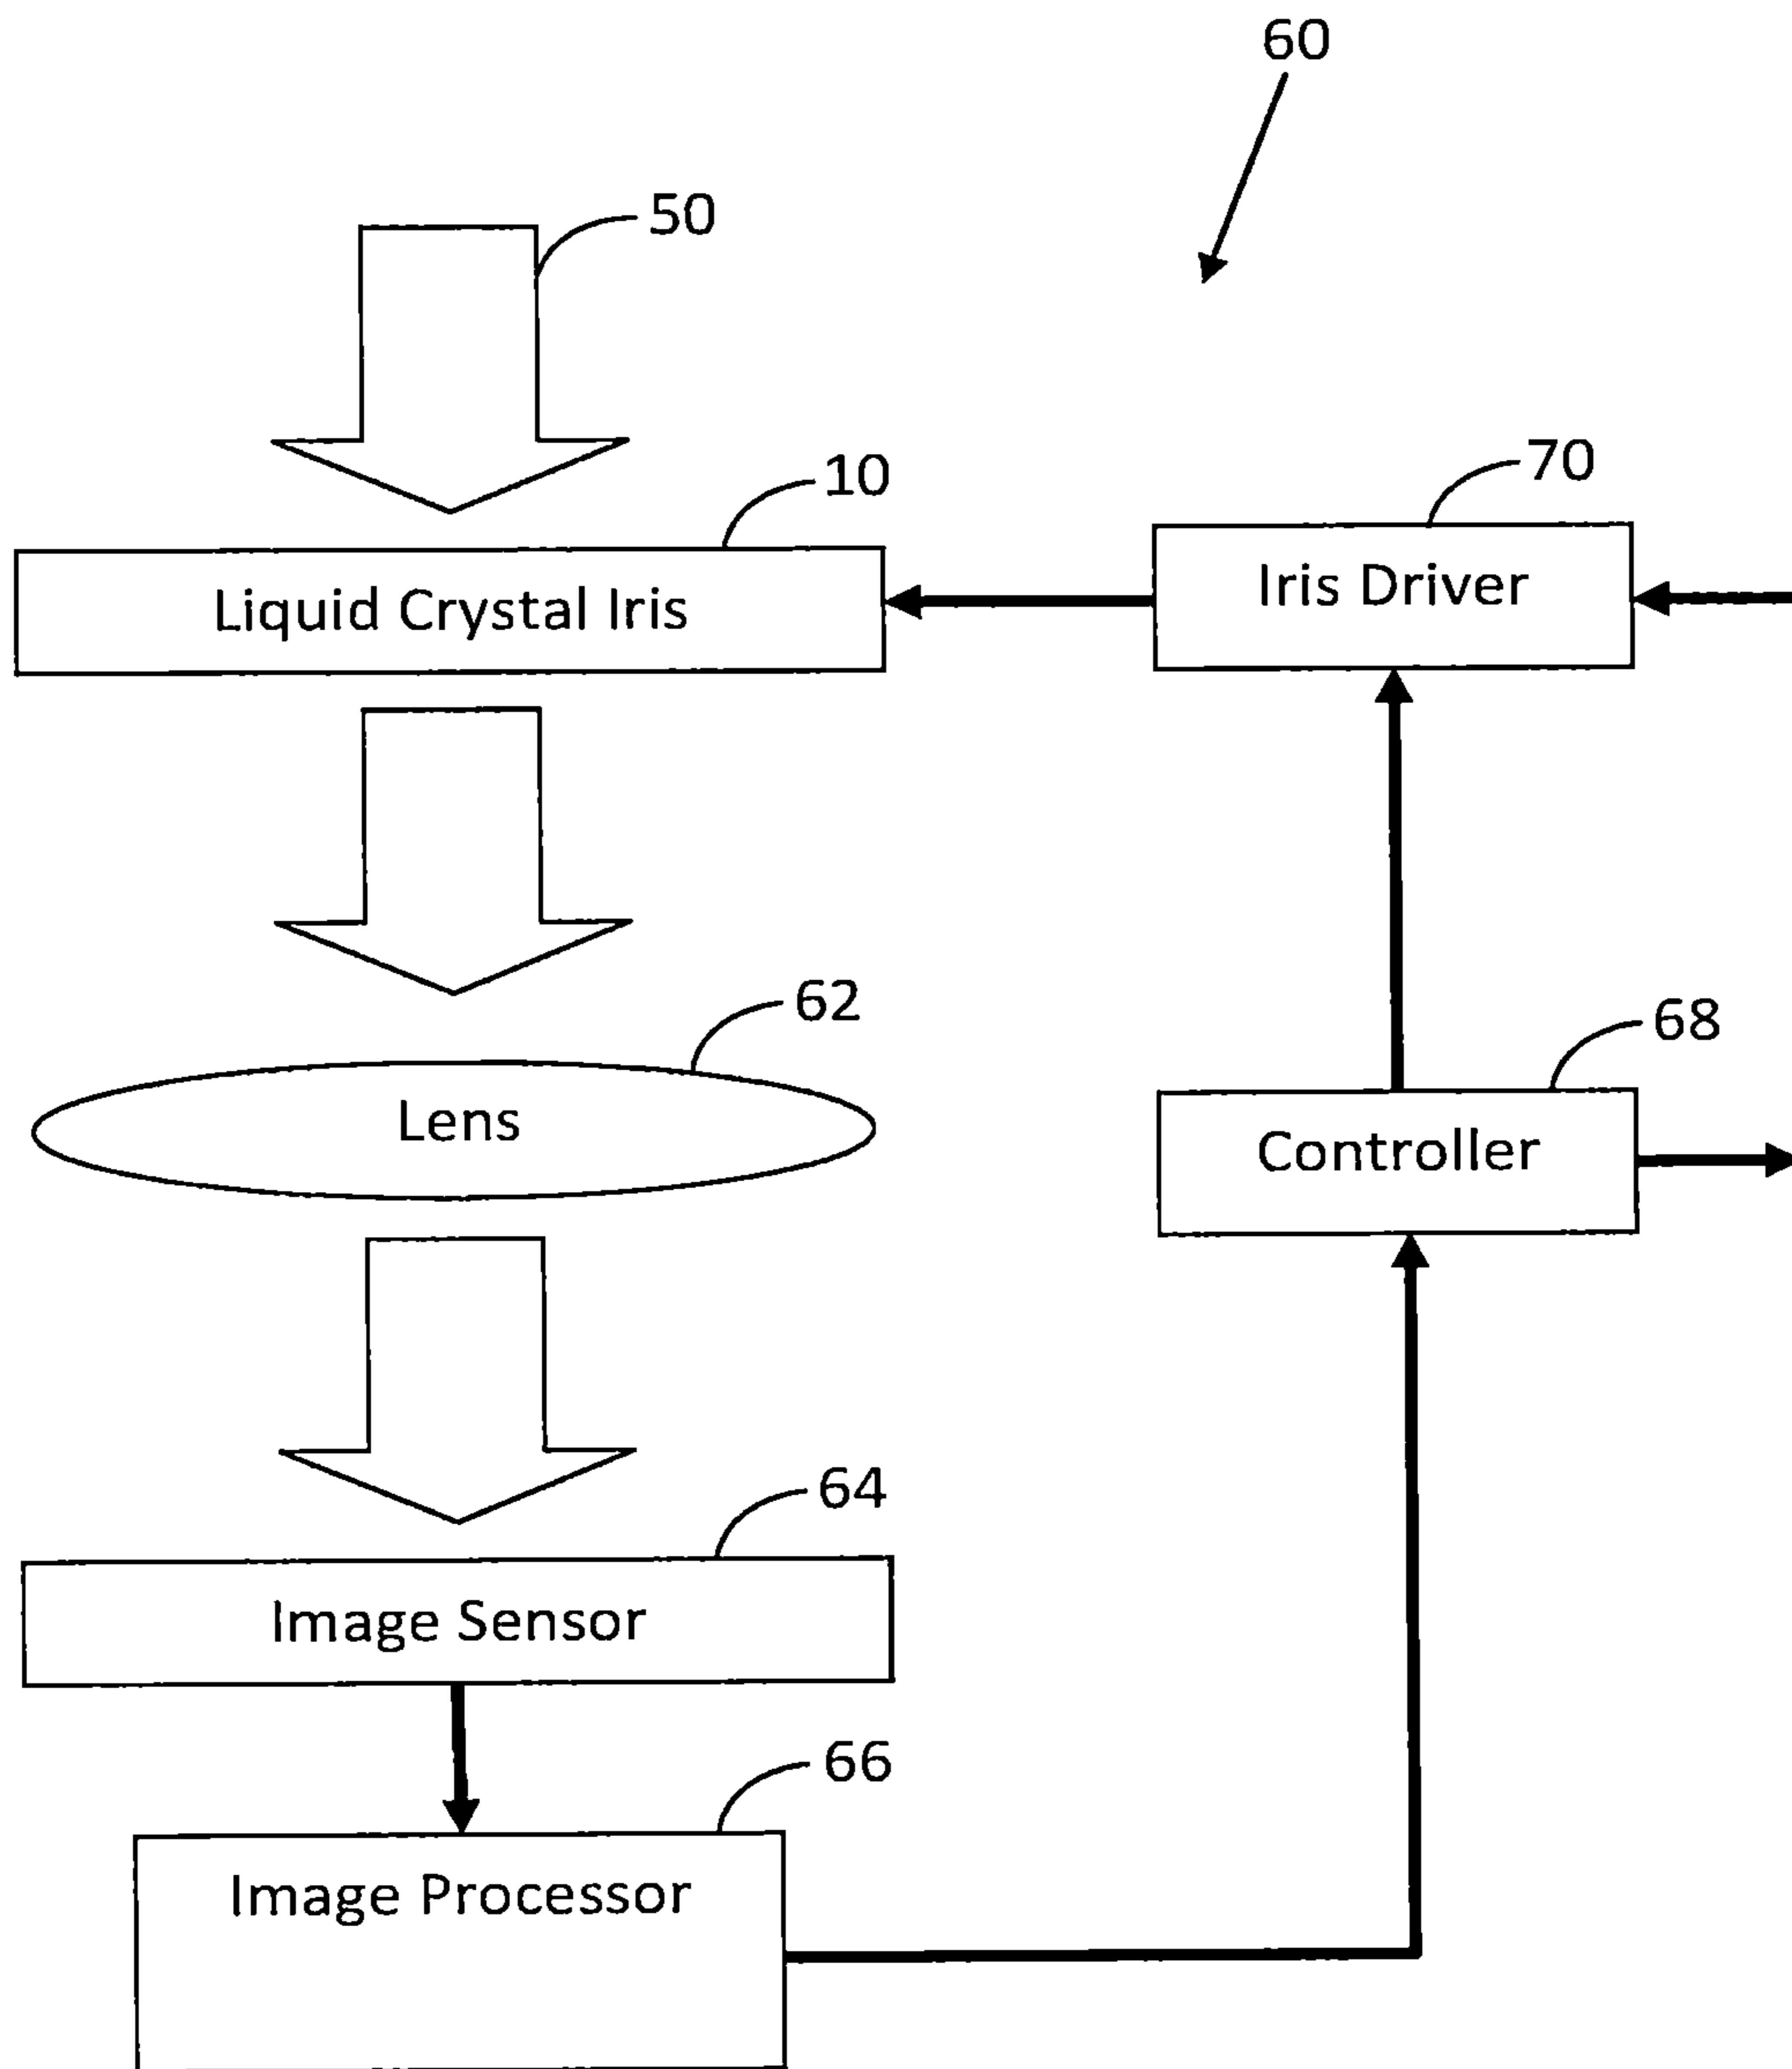 60
50
10
70
Liquid Crystal Iris
Iris Driver
62
68
Lens
Controller
64
Image Sensor
66
Image Processor